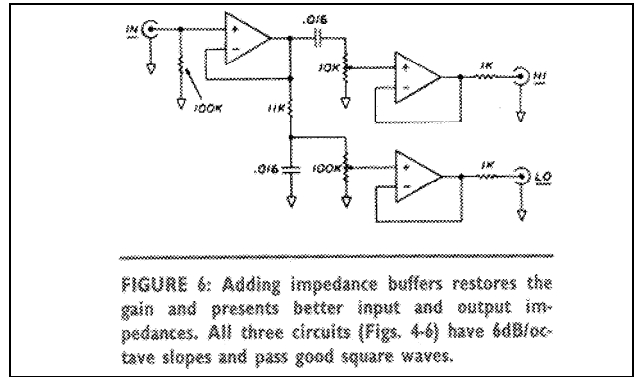 IN
.016
100K
10K
1K
HI
11K
.016
100K
1K
LO
FIGURE 6: Adding impedance buffers restores the
gain and presents better input and output im-
pedances. All three circuits (Figs. 4-6) have 6dB/oc-
tave slopes and pass good square waves.